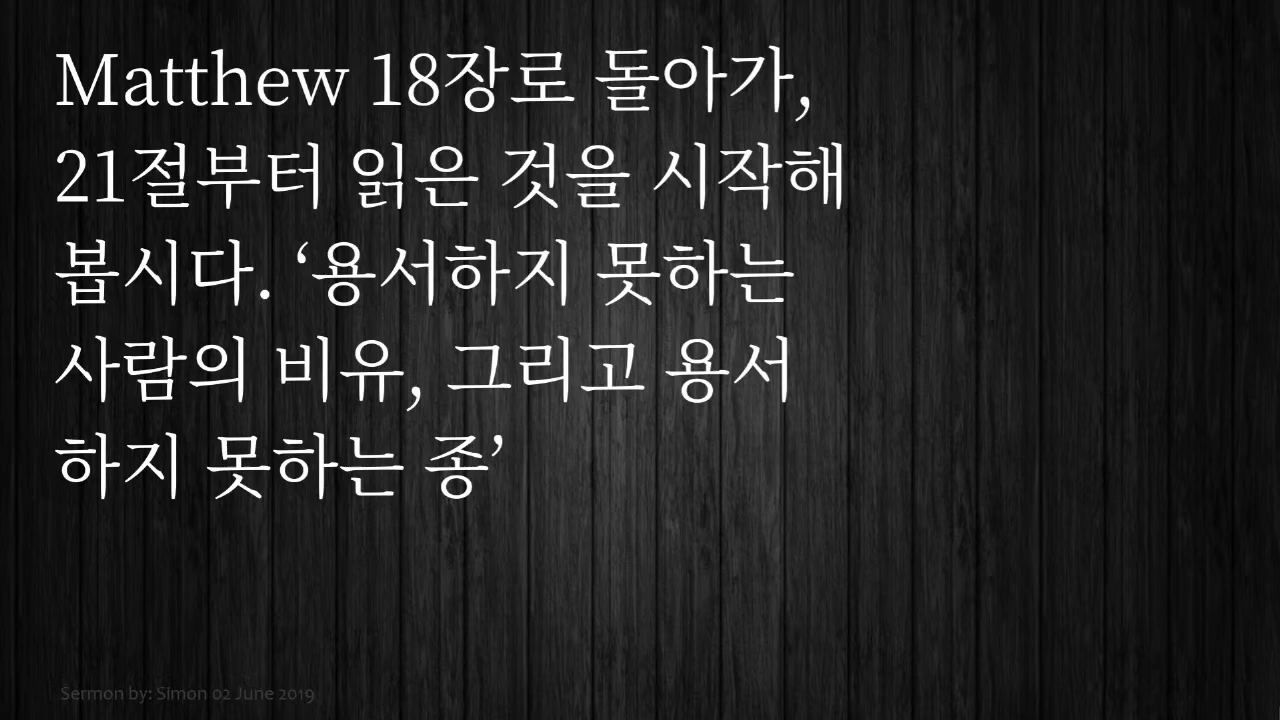 Matthew 18장로 돌아가,
21절부터 읽은 것을 시작해
봅시다. ‘용서하지 못하는
사람의 비유, 그리고 용서
하지 못하는 종’
Sermon by: Simon 02 June 2019